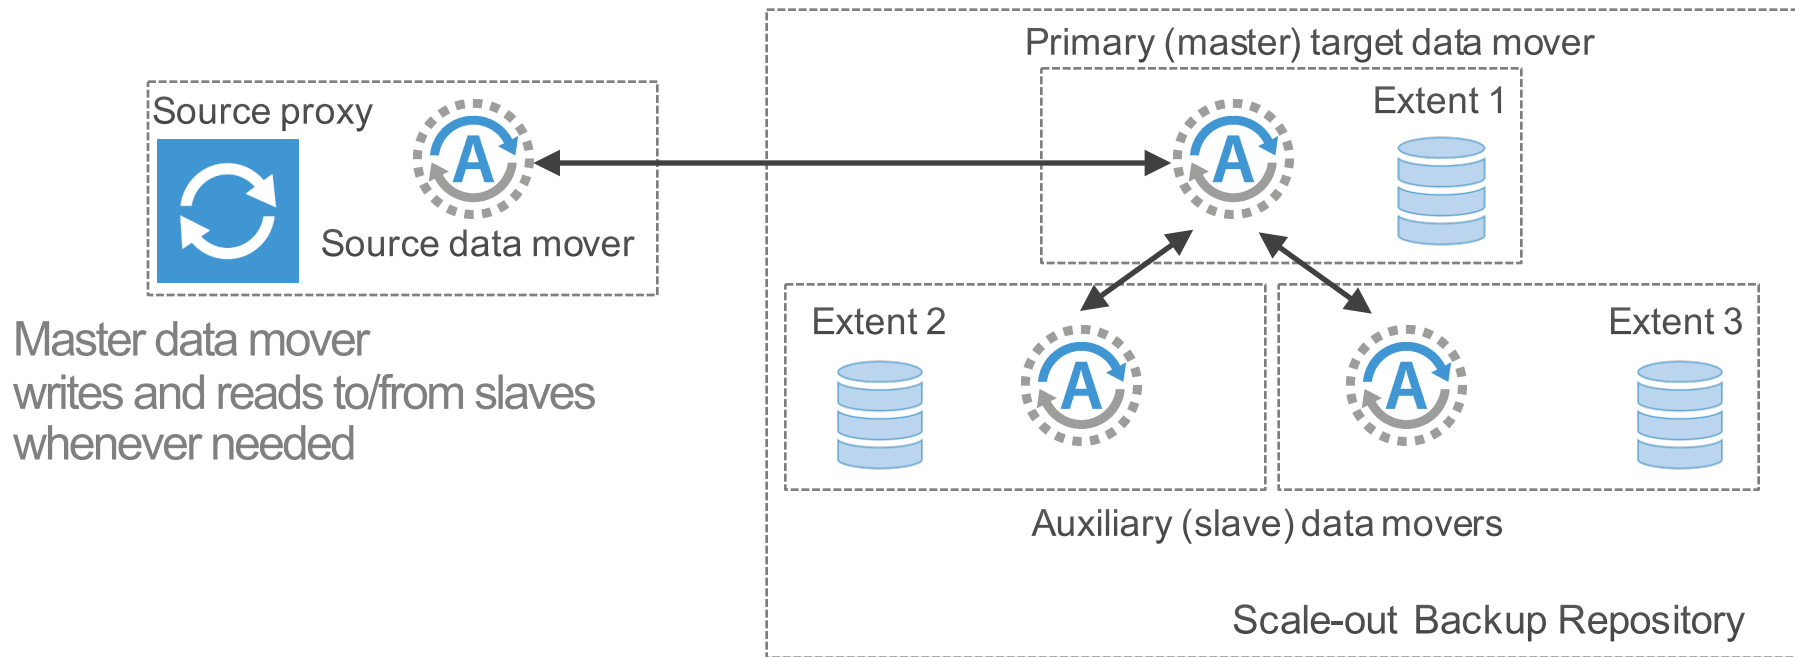 Primary (master) target data mover
Source proxy
A
Source data mover
A
Extent 1
Master data mover
writes and reads to/from slaves
whenever needed
Extent 2
A
A
Extent 3
Auxiliary (slave) data movers
Scale-out Backup Repository